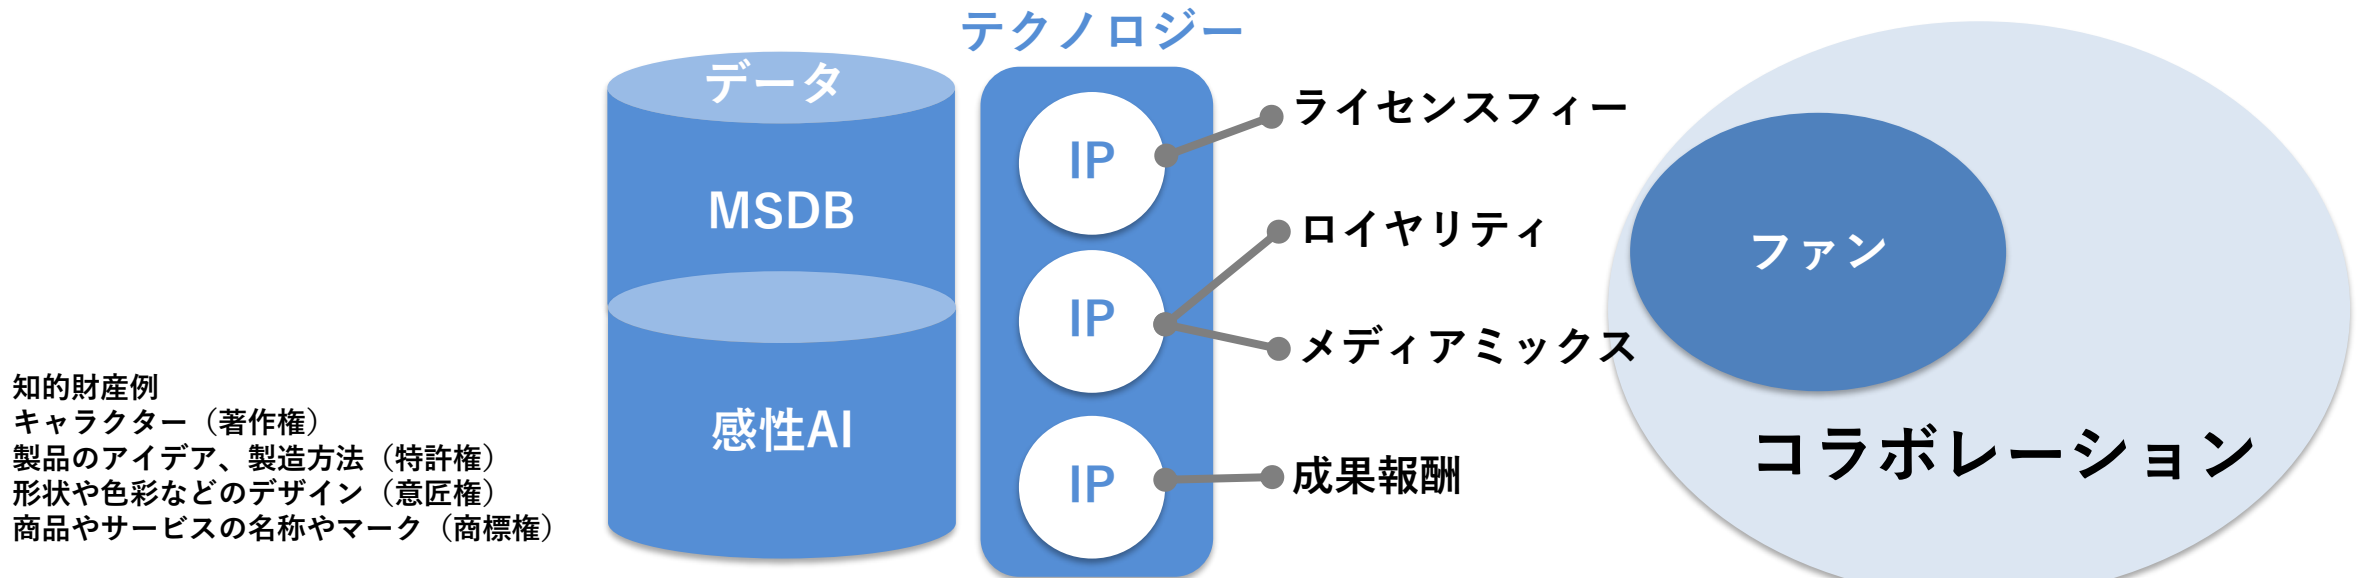 テクノロジー
データ
MSDB
感性AI
IP
IP
IP
ライセンスフィー
ロイヤリティ
メディアミックス
成果報酬
ファン
コラボレーション
知的財産例
キャラクター（著作権）
製品のアイデア、製造方法（特許権）
形状や色彩などのデザイン（意匠権）
商品やサービスの名称やマーク（商標権）